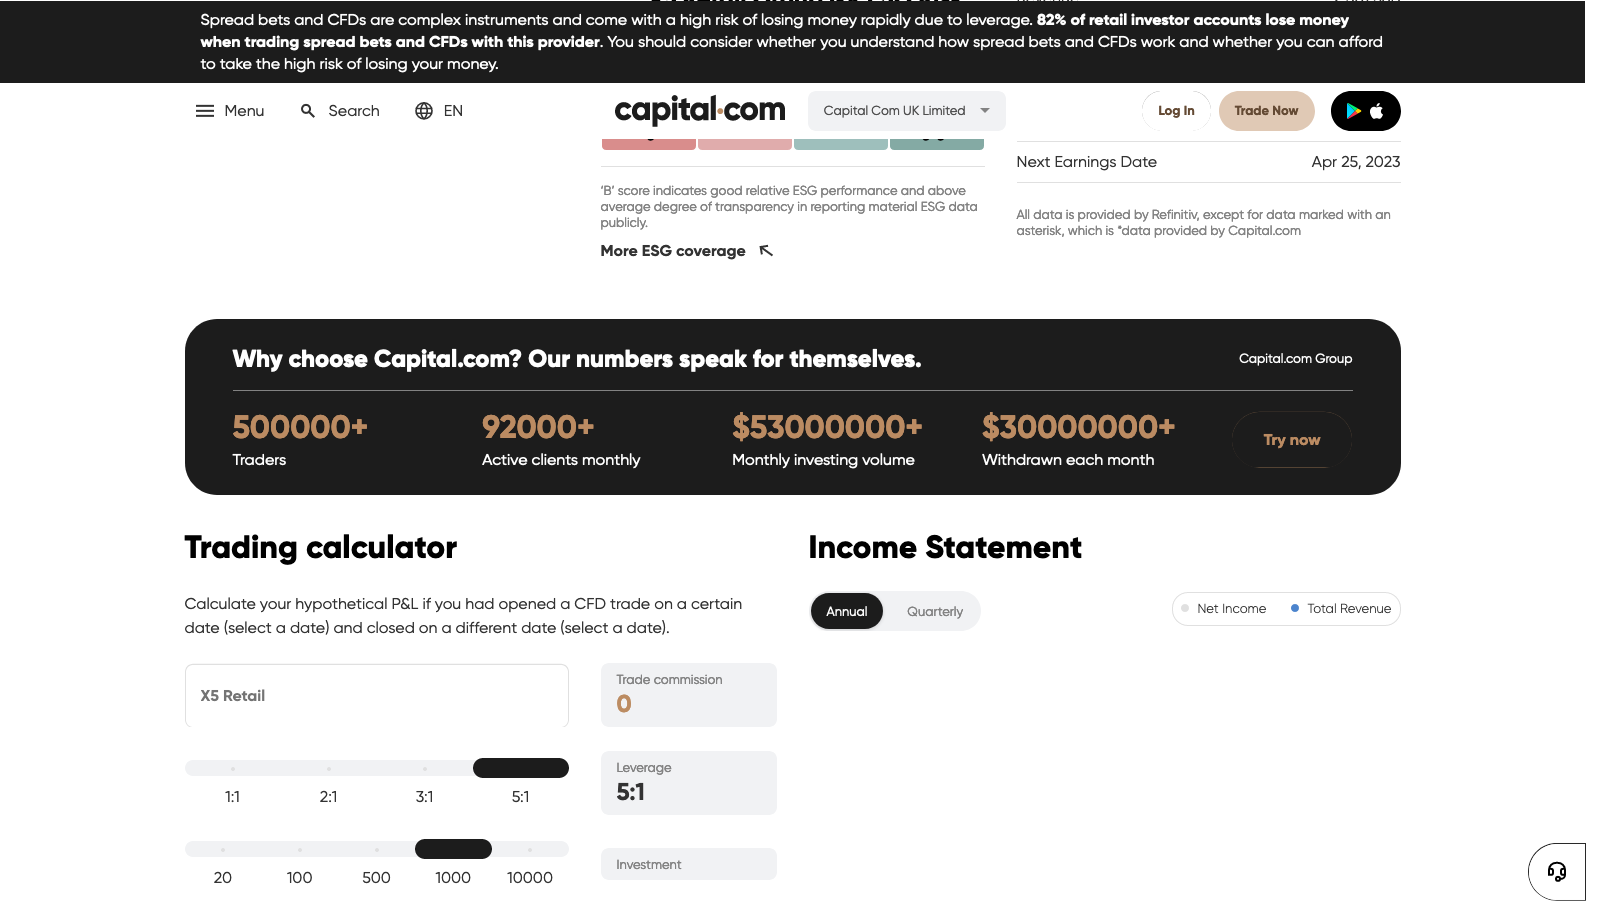 Spread bets and CFDs are complex instruments and come with a high risk of losing money rapidly due to leverage. 82% of retail investor accounts lose money
when trading spread bets and CFDs with this provider. You should consider whether you understand how spread bets and CFDs work and whether you can afford
to take the high risk of losing your money.
Menu Search EN capital.com Capital Com UK Limited Log In Trade Now
Next Earnings Date Apr 25, 2023
‘B’ score indicates good relative ESG performance and above
average degree of transparency in reporting material ESG data
publicly.
More ESG coverage
All data is provided by Refinitiv, except for data marked with an
asterisk, which is *data provided by Capital.com
Why choose Capital.com? Our numbers speak for themselves. Capital.com Group
500000+ 92000+ $53000000+ $30000000+
Traders Active clients monthly Monthly investing volume Withdrawn each month
Try now
Trading calculator
Calculate your hypothetical P&L if you had opened a CFD trade on a certain
date (select a date) and closed on a different date (select a date).
X5 Retail
Trade commission
0
1:1 2:1 3:1 5:1
Leverage
5:1
20 100 500 1000 10000
Investment
Income Statement
Annual Quarterly
Net Income Total Revenue